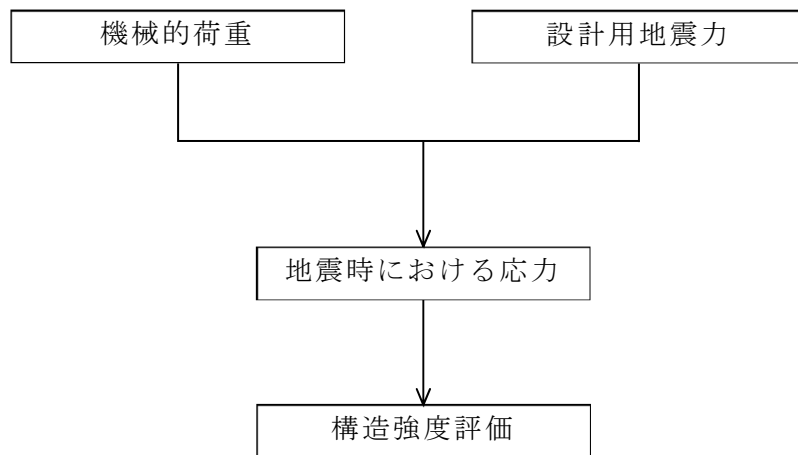 機械的荷重
設計用地震力
地震時における応力
構造強度評価